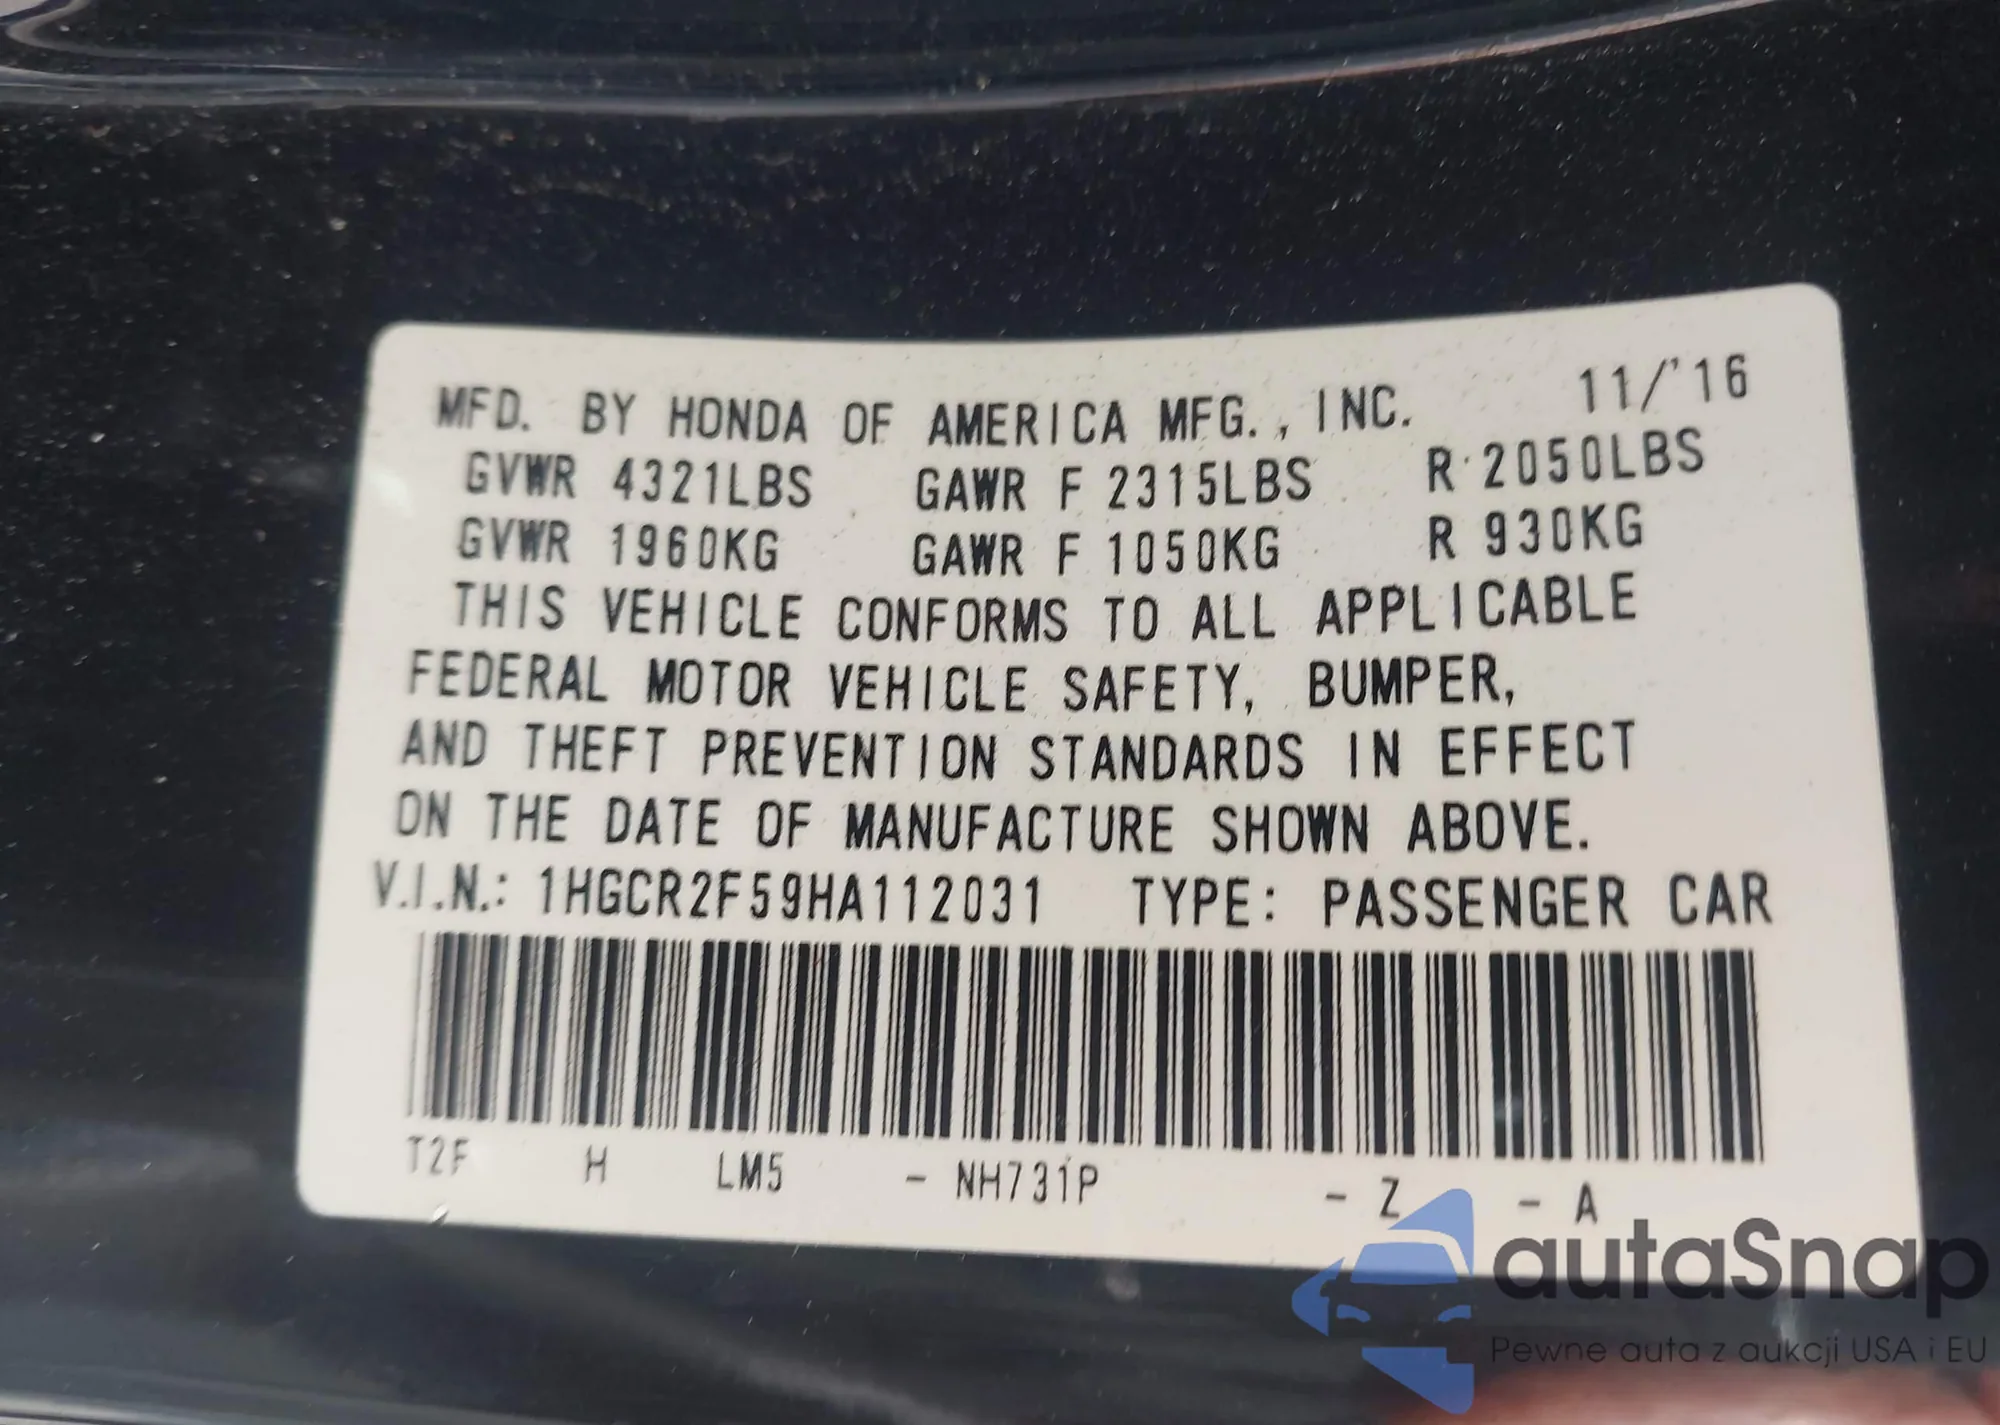 MFD. BY HONDA OF AMERICA MFG., INC. 11/'16
GVWR 4321LBS GAWR F 2315LBS R 2050LBS
GVWR 1960KG GAWR F 1050KG R 930KG
THIS VEHICLE CONFORMS TO ALL APPLICABLE
FEDERAL MOTOR VEHICLE SAFETY, BUMPER,
AND THEFT PREVENTION STANDARDS IN EFFECT
ON THE DATE OF MANUFACTURE SHOWN ABOVE.
V.I.N.: 1HGCR2F59HA112031 TYPE: PASSENGER CAR
T2F H LM5 - NH731P - Z - A
autaSnap
Pewne auta z aukcji USA i EU